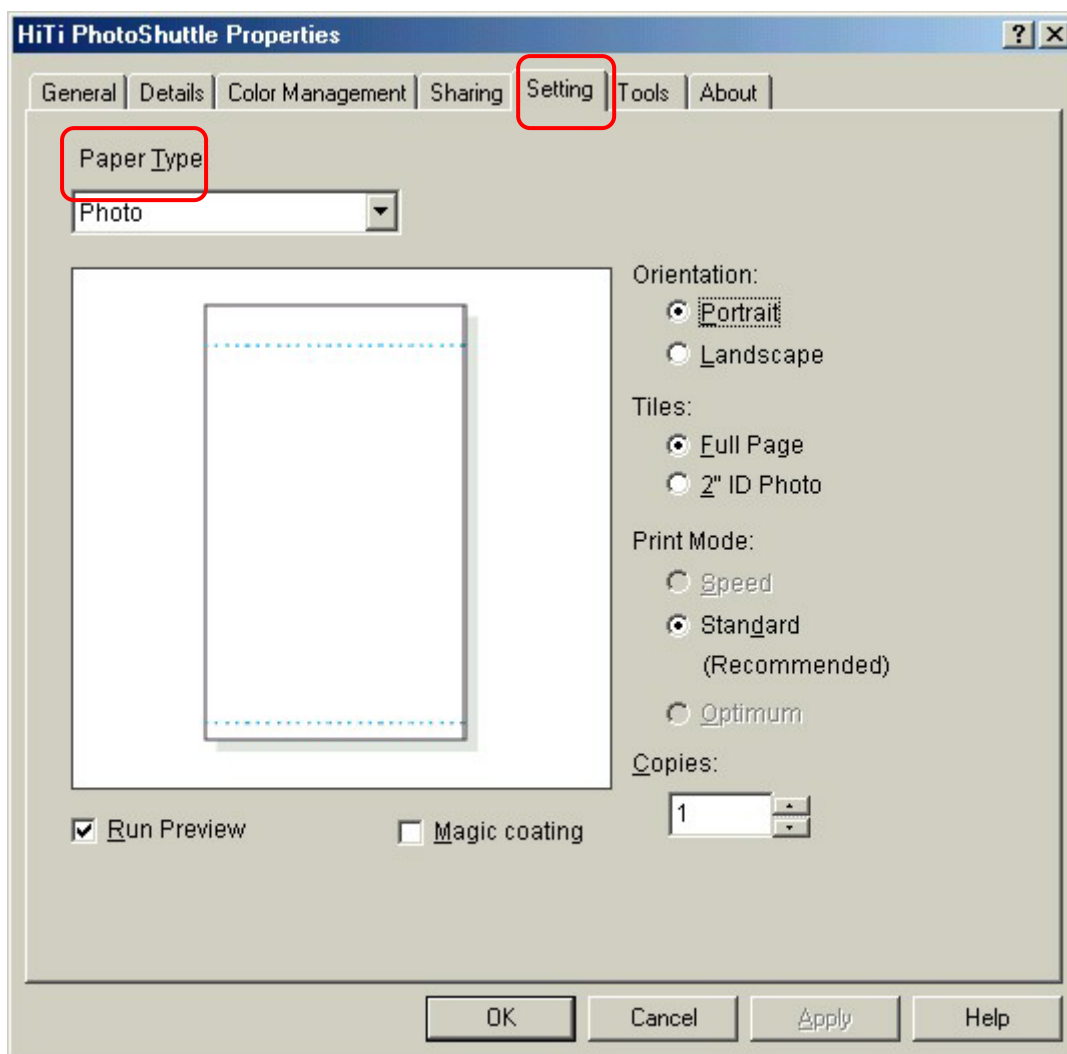 HiTi PhotoShuttle Properties
General Details Color Management Sharing Setting Tools About
Paper Type
Photo
Orientation:
Portrait
Landscape
Tiles:
Full Page
2" ID Photo
Print Mode:
Speed
Standard
(Recommended)
Optimum
Copies:
1
Run Preview Magic coating
OK Cancel Apply Help